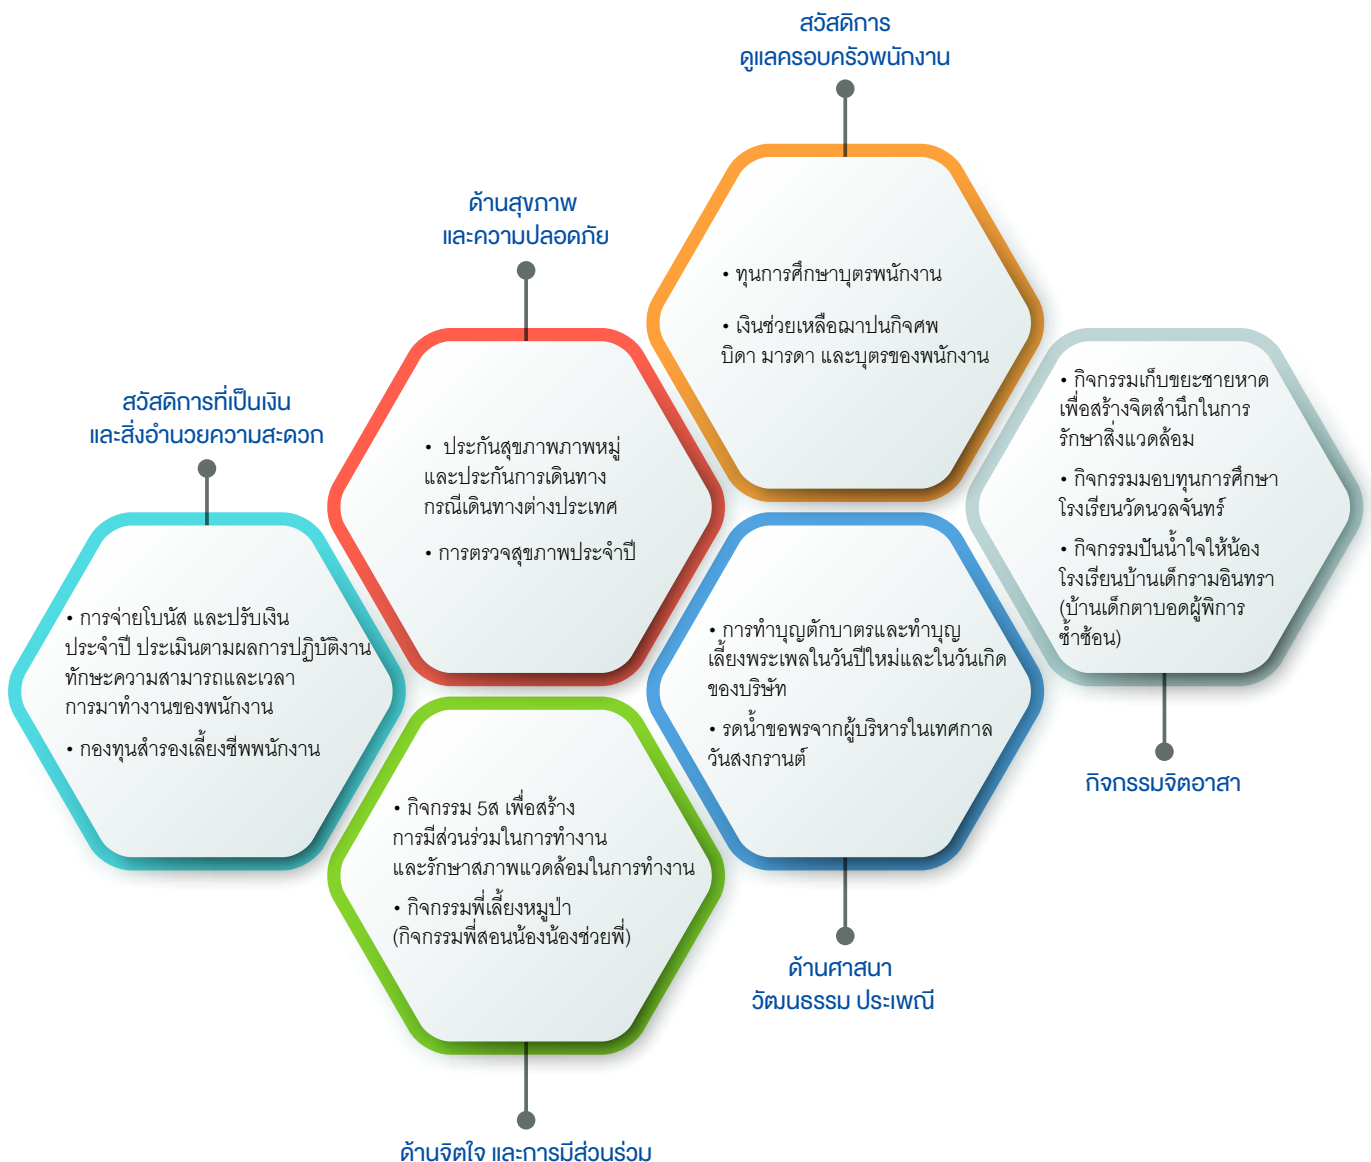 สวัสดิการ
ดูแลครอบครัวพนักงาน
• ทุนการศึกษาบุตรพนักงาน
• เงินช่วยเหลือฌาปนกิจศพ
บิดา มารดา และบุตรของพนักงาน
ด้านสุขภาพ
และความปลอดภัย
• ประกันสุขภาพภาพหมู่
และประกันการเดินทาง
กรณีเดินทางต่างประเทศ
• การตรวจสุขภาพประจำปี
สวัสดิการที่เป็นเงิน
และสิ่งอำนวยความสะดวก
• การจ่ายโบนัส และปรับเงิน
ประจำปี ประเมินตามผลการปฏิบัติงาน
ทักษะความสามารถและเวลา
การมาทำงานของพนักงาน
• กองทุนสำรองเลี้ยงชีพพนักงาน
• กิจกรรมเก็บขยะชายหาด
เพื่อสร้างจิตสำนึกในการ
รักษาสิ่งแวดล้อม
• กิจกรรมมอบทุนการศึกษา
โรงเรียนวัดนวลจันทร์
• กิจกรรมปันน้ำใจให้น้อง
โรงเรียนบ้านเด็กรามอินทรา
(บ้านเด็กตาบอดผู้พิการ
ซ้ำซ้อน)
กิจกรรมจิตอาสา
• การทำบุญตักบาตรและทำบุญ
เลี้ยงพระเพลในวันปีใหม่และในวันเกิด
ของบริษัท
• รดน้ำขอพรจากผู้บริหารในเทศกาล
วันสงกรานต์
ด้านศาสนา
วัฒนธรรม ประเพณี
• กิจกรรม 5ส เพื่อสร้าง
การมีส่วนร่วมในการทำงาน
และรักษาสภาพแวดล้อมในการทำงาน
• กิจกรรมพี่เลี้ยงหมูป่า
(กิจกรรมพี่สอนน้องน้องช่วยพี่)
ด้านจิตใจ และการมีส่วนร่วม